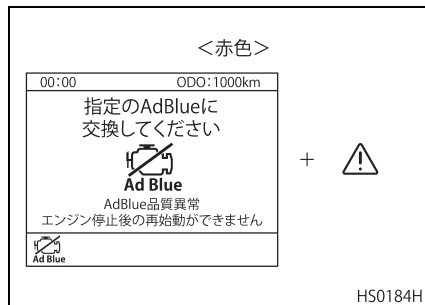 ＜赤色＞
00：00 ODO：1000km
指定のAdBlueに
交換してください
Ad Blue
AdBlue品質異常
エンジン停止後の再始動ができません
Ad Blue
+
HS0184H